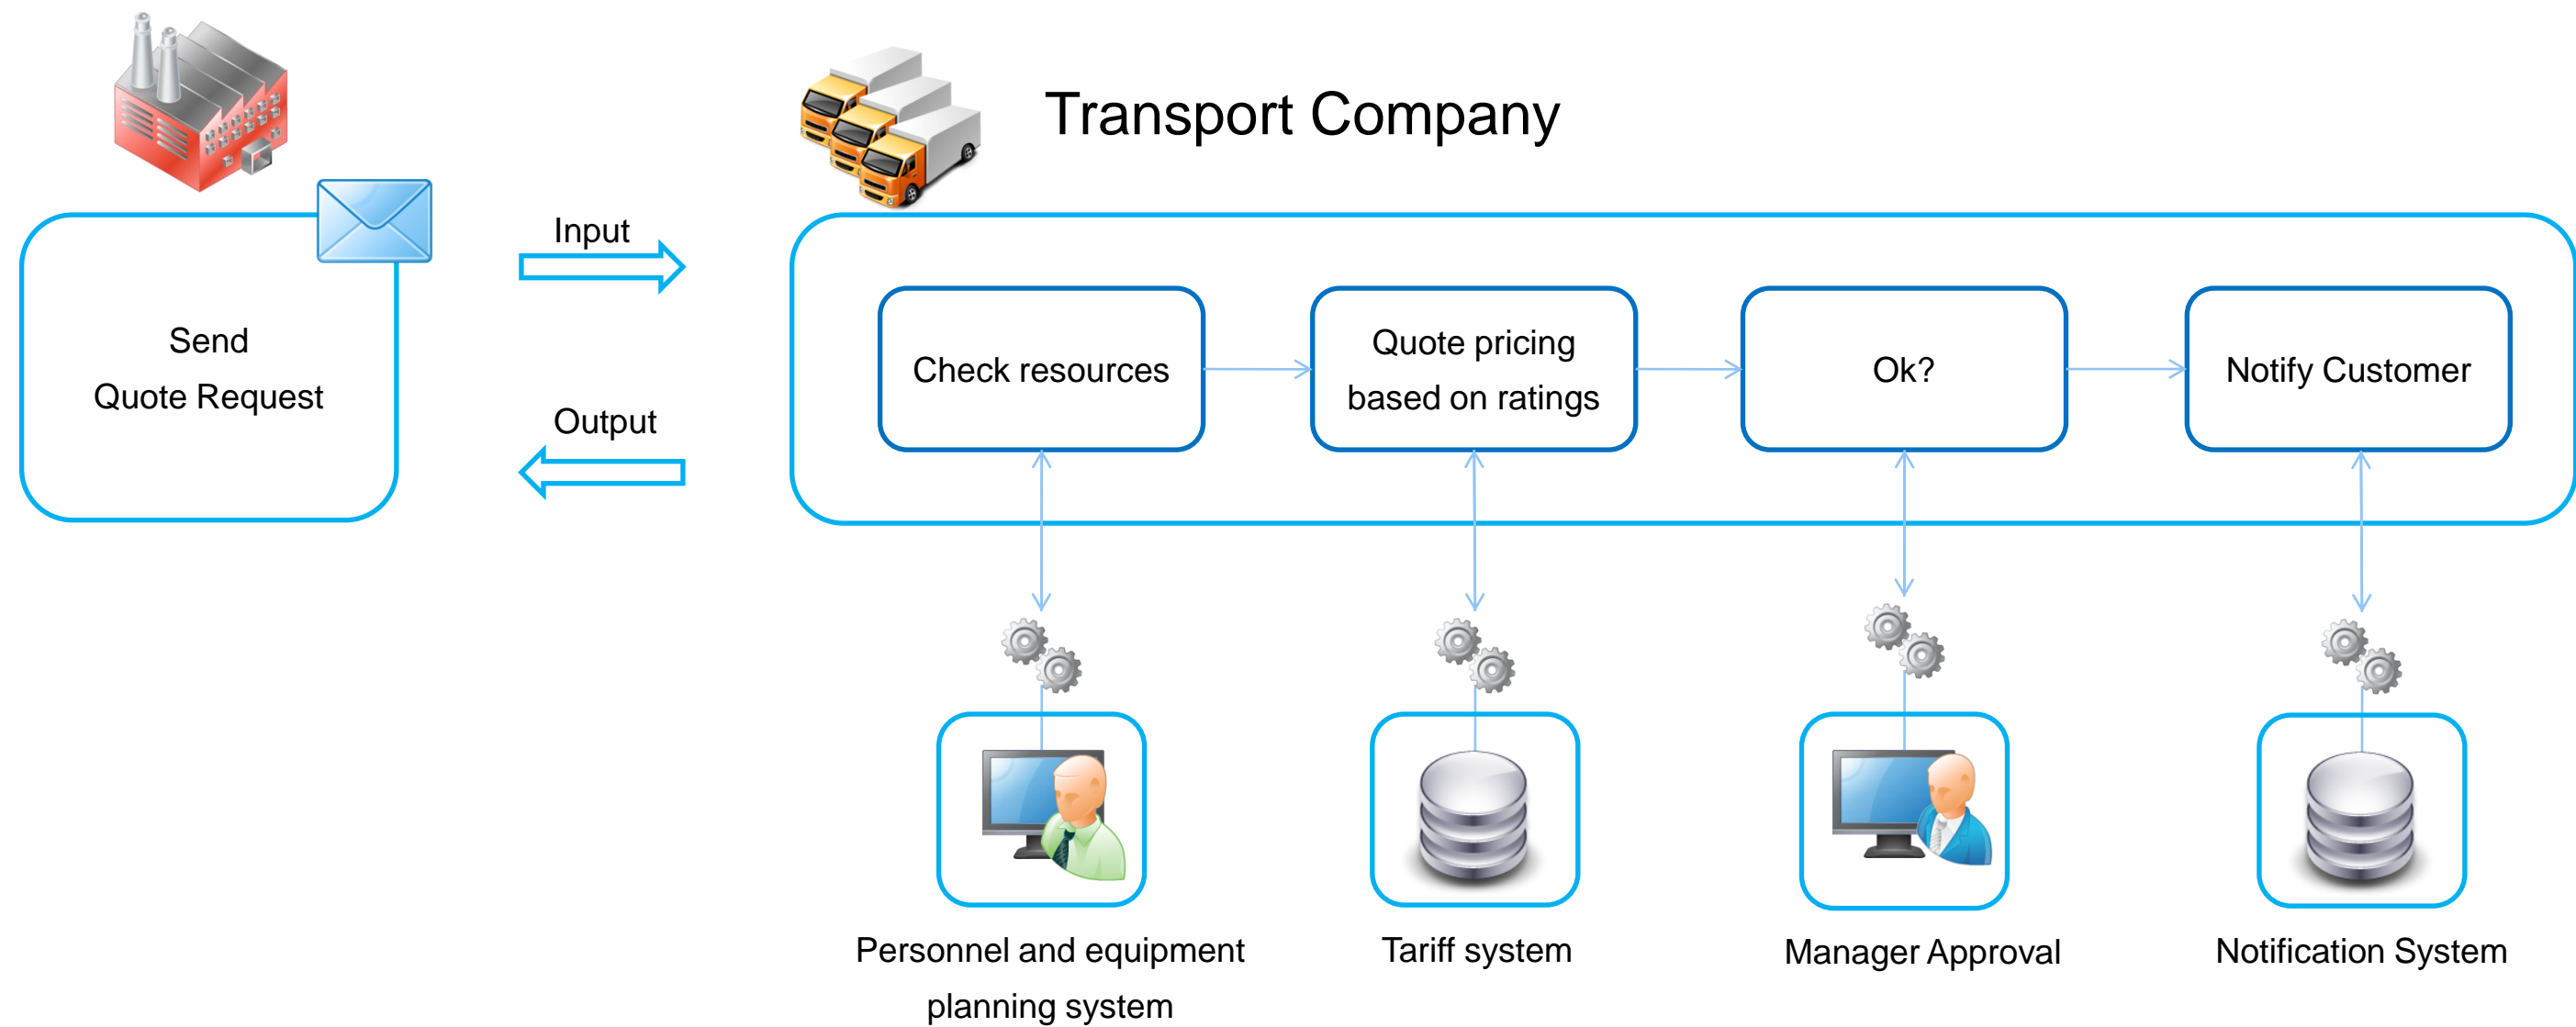 Transport Company
Input
Send
Quote Request
Output
Check resources
Quote pricing
based on ratings
Ok?
Notify Customer
Personnel and equipment
planning system
Tariff system
Manager Approval
Notification System